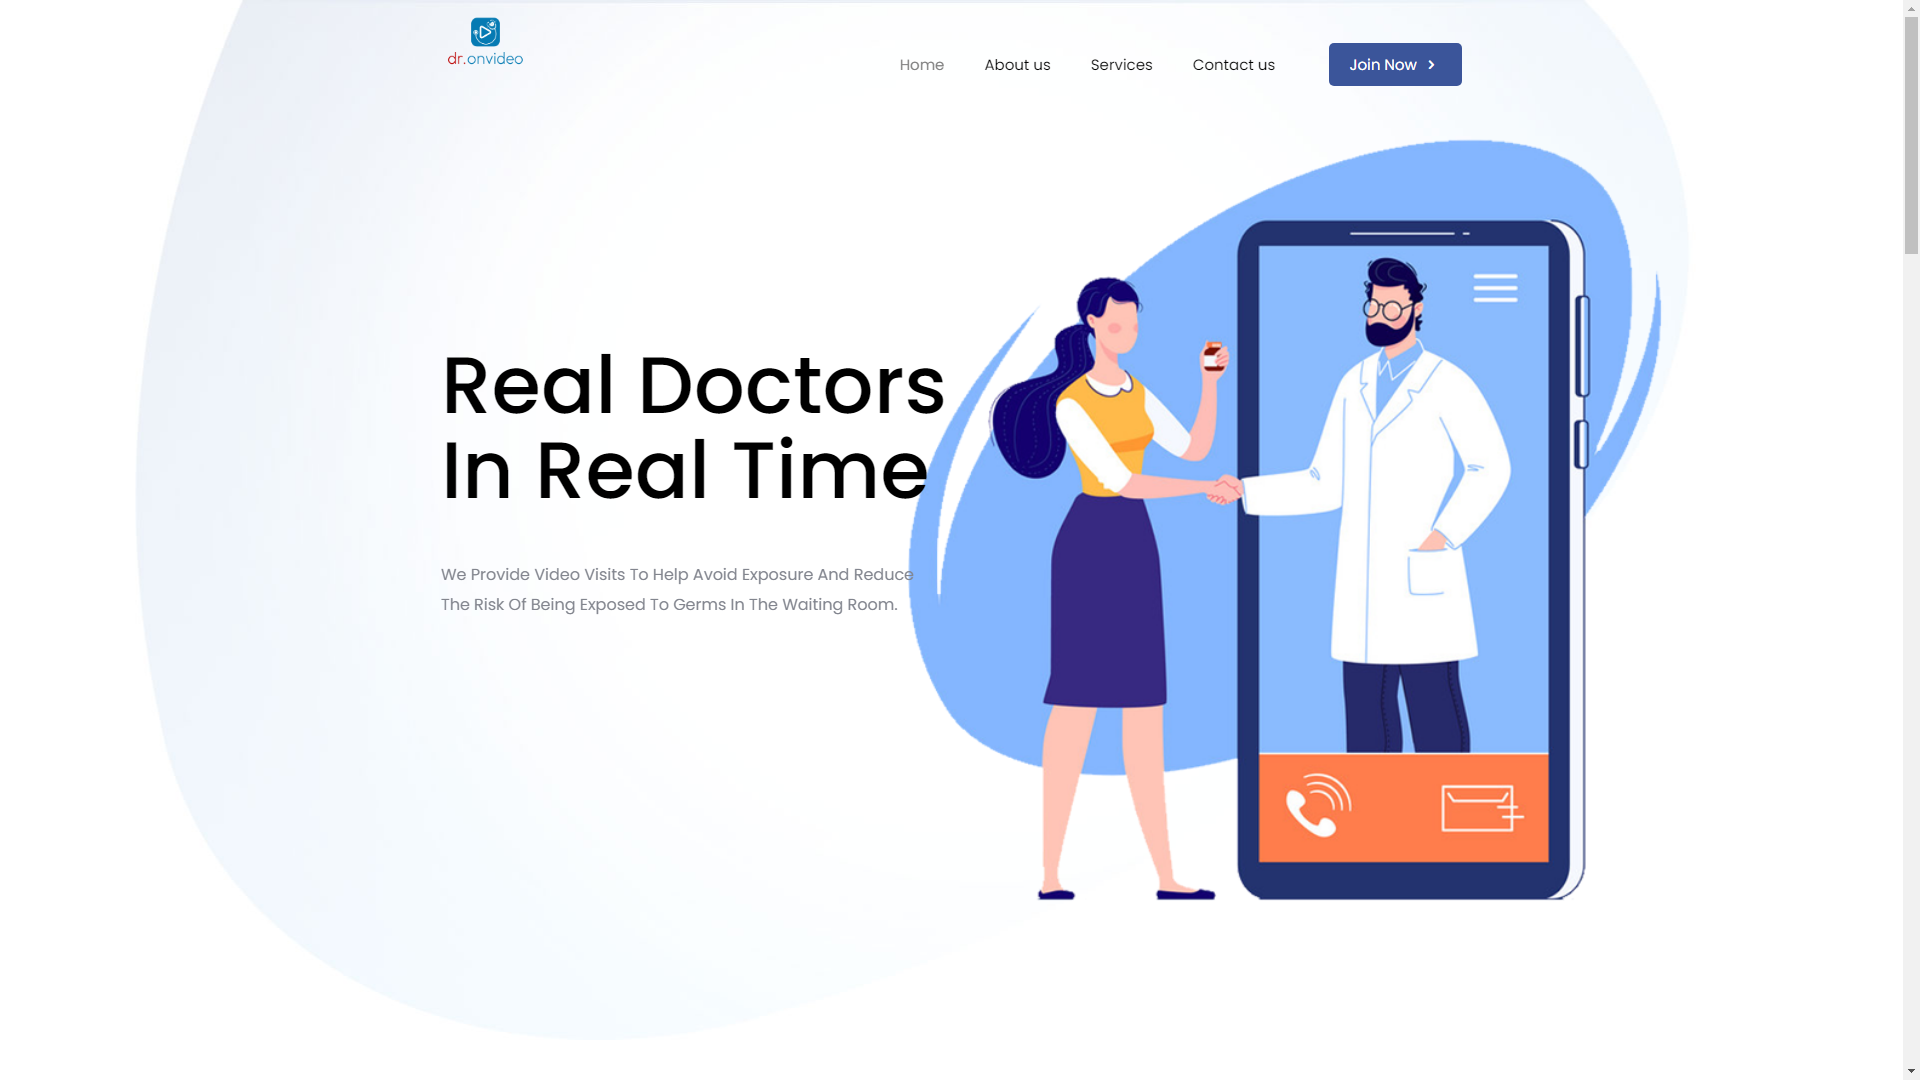 dr.onvideo
Home
About us
Services
Contact us
Join Now
Real Doctors
In Real Time
We Provide Video Visits To Help Avoid Exposure And Reduce
The Risk Of Being Exposed To Germs In The Waiting Room.